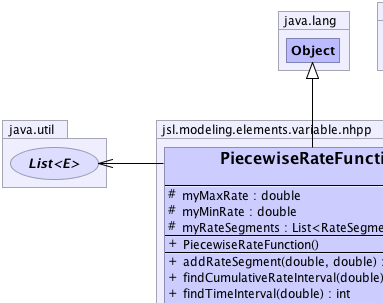 java.lang
Object
java.util
List<E>
jsl.modeling.elements.variable.nhpp
PiecewiseRateFuncti
# myMaxRate : double
# myMinRate : double
# myRateSegments : List<RateSegme
+ PiecewiseRateFunction()
+ addRateSegment(double, double) :
+ findCumulativeRateInterval(double)
+ findTimeInterval(double) : int